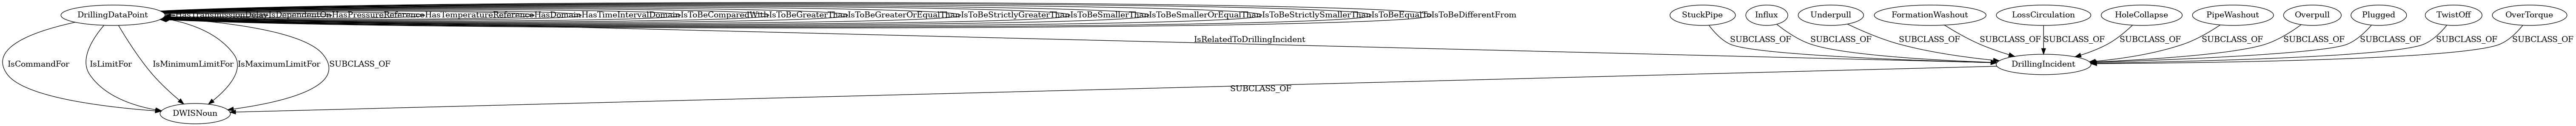 DrillingDataPoint
HasTransmissionDelay
IsDependentOn
HasPressureReference
HasTemperatureReference
HasDomain
HasTimeIntervalDomain
IsToBeComparedWith
IsToBeGreaterThan
IsToBeGreaterOrEqualThan
IsToBeStrictlyGreaterThan
IsToBeSmallerThan
IsToBeSmallerOrEqualThan
IsToBeStrictlySmallerThan
IsToBeEqualTo
IsToBeDifferentFrom
StuckPipe
Influx
Underpull
FormationWashout
LossCirculation
HoleCollapse
PipeWashout
Overpull
Plugged
TwistOff
OverTorque
IsRelatedToDrillingIncident
SUBCLASS_OF
SUBCLASS_OF
SUBCLASS_OF
SUBCLASS_OF
SUBCLASS_OF
SUBCLASS_OF
SUBCLASS_OF
SUBCLASS_OF
SUBCLASS_OF
SUBCLASS_OF
SUBCLASS_OF
IsCommandFor
IsLimitFor
IsMinimumLimitFor
IsMaximumLimitFor
SUBCLASS_OF
DrillingIncident
SUBCLASS_OF
DWISNoun